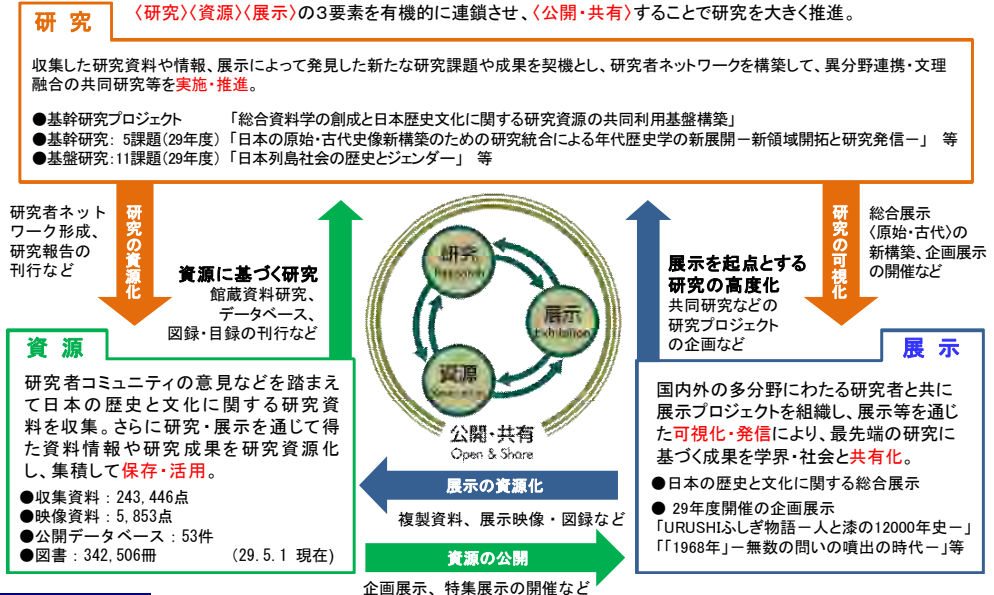 〈研究〉〈資源〉〈展示〉の３要素を有機的に連鎖させ、〈公開・共有〉することで研究を大きく推進。
研 究
収集した研究資料や情報、展示によって発見した新たな研究課題や成果を契機とし、研究者ネットワークを構築して、異分野連携・文理
融合の共同研究等を実施・推進。
●基幹研究プロジェクト 「総合資料学の創成と日本歴史文化に関する研究資源の共同利用基盤構築」
●基幹研究： 5課題(29年度) 「日本の原始・古代史像新構築のための研究統合による年代歴史学の新展開－新領域開拓と研究発信－」 等
●基盤研究：11課題(29年度) 「日本列島社会の歴史とジェンダー」 等
研究者ネット
ワーク形成、
研究報告の
刊行など
研究の資源化
資源に基づく研究
館蔵資料研究、
データベース、
図録・目録の刊行など
研究
展示
Exhibition
資源
公開・共有
Open & Share
展示を起点とする
研究の高度化
共同研究などの
研究プロジェクト
の企画など
研究の可視化
総合展示
〈原始・古代〉の
新構築、企画展示
の開催など
資 源
研究者コミュニティの意見などを踏まえ
て日本の歴史と文化に関する研究資
料を収集。さらに研究・展示を通じて得
た資料情報や研究成果を研究資源化
し、集積して保存・活用。
●収集資料：243,446点
●映像資料：5,853点
●公開データベース：53件
●図書：342,506冊 (29.5.1 現在)
展示の資源化
複製資料、展示映像・図録など
資源の公開
企画展示、特集展示の開催など
展 示
国内外の多分野にわたる研究者と共に
展示プロジェクトを組織し、展示等を通じ
た可視化・発信により、最先端の研究に
基づく成果を学界・社会と共有化。
●日本の歴史と文化に関する総合展示
● 29年度開催の企画展示
「URUSHIふしぎ物語－人と漆の12000年史－」
「「1968年」－無数の問いの噴出の時代－」等